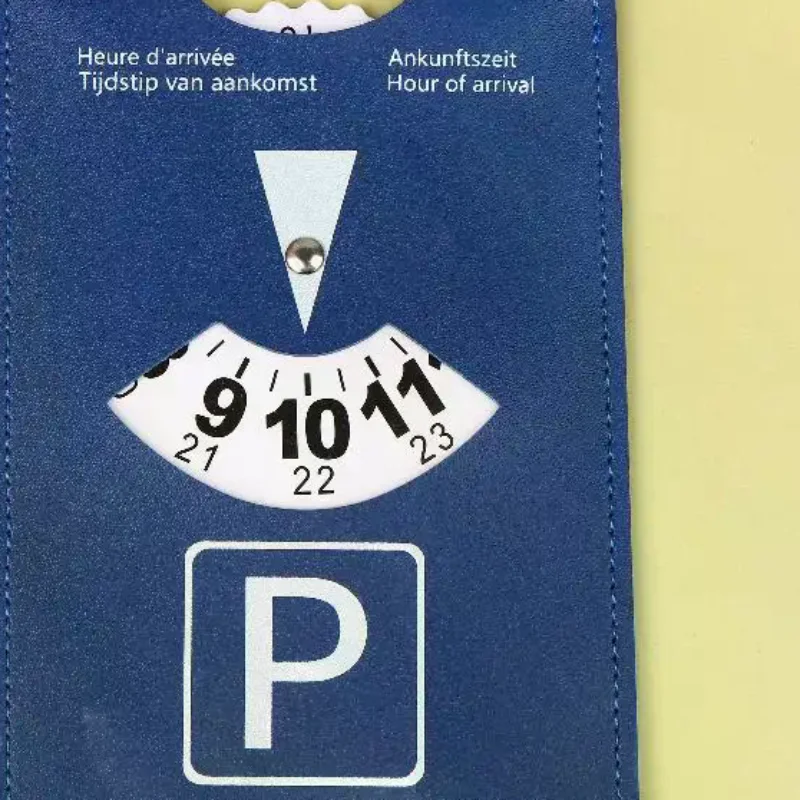 Heure d'arrivée
Tijdstip van aankomst
Ankunftszeit
Hour of arrival
9 10 11
21 22 23
P